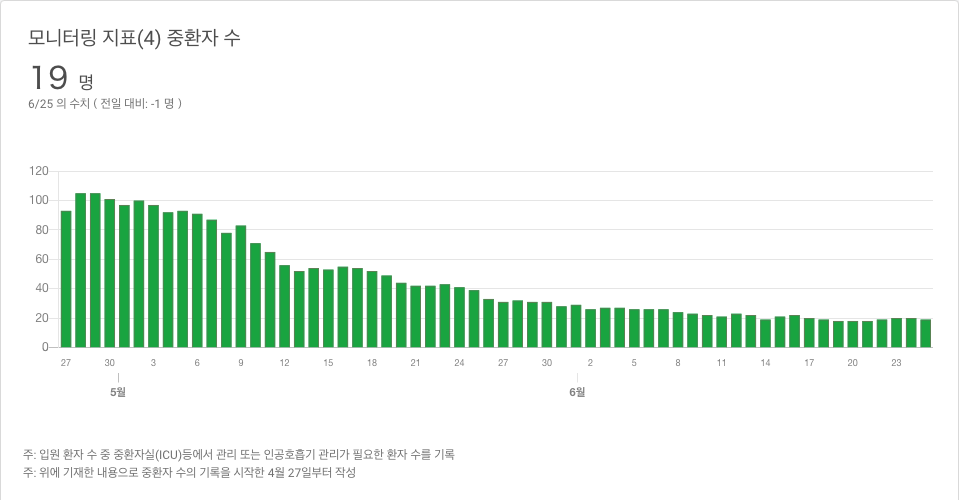 모니터링 지표(4) 중환자 수
19 명
6/25 의 수치 ( 전일 대비: -1 명 )
120
100
80
60
40
20
0
27 30 3 6 9 12 15 18 21 24 27 30 2 5 8 11 14 17 20 23
5월 6월
주: 입원 환자 수 중 중환자실(ICU)등에서 관리 또는 인공호흡기 관리가 필요한 환자 수를 기록
주: 위에 기재한 내용으로 중환자 수의 기록을 시작한 4월 27일부터 작성